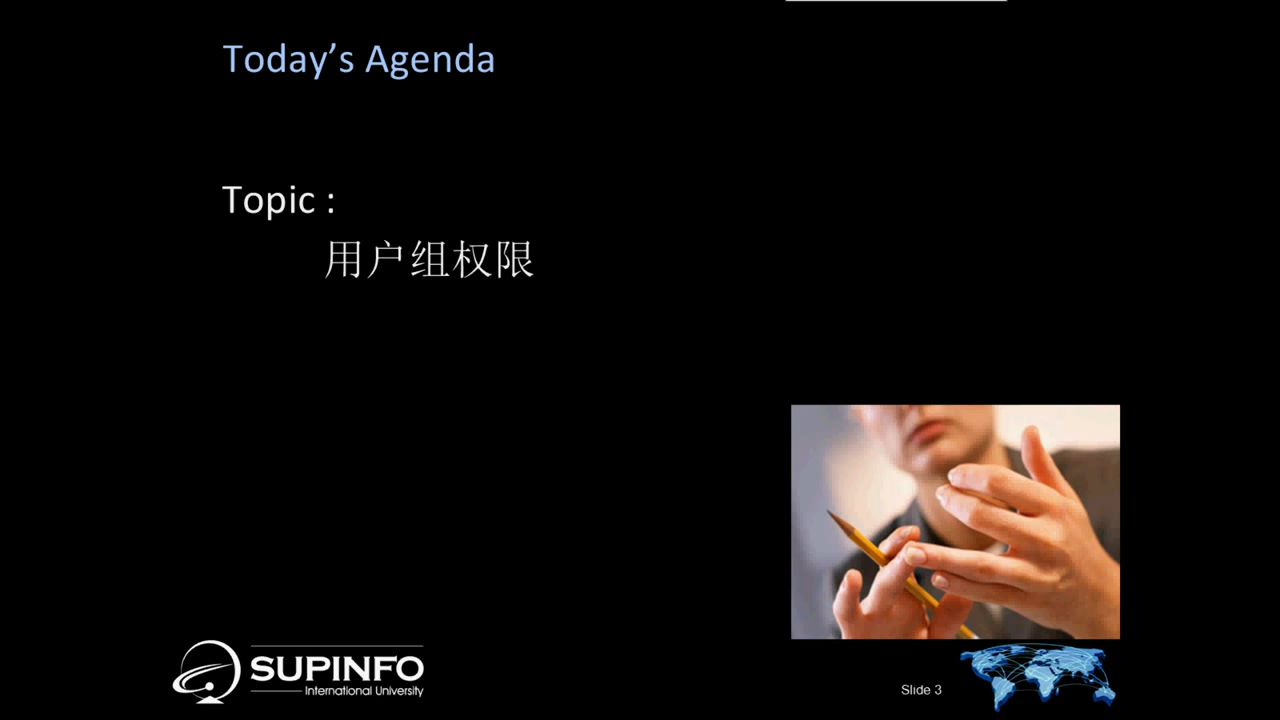 Today’s Agenda
Topic :
用户组权限
SUPINFO
International University
Slide 3